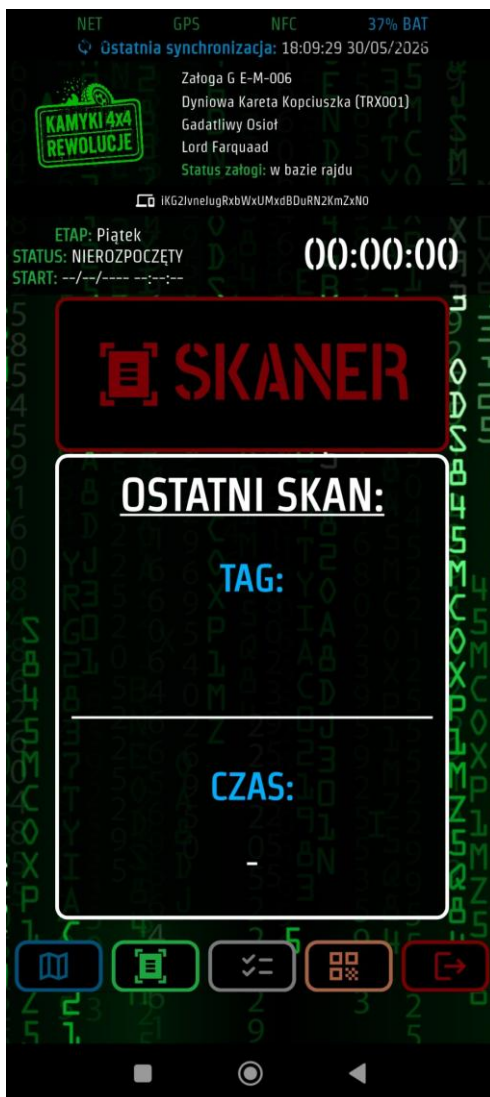 NET GPS NFC 37% BAT
Ostatnia synchronizacja: 18:09:29 30/05/2026
Załoga G E-M-006
Dyniowa Kareta Kopciuszka (TRX001)
KAMYKI 4x4
Gadatliwy Osioł
REWOLUCJE
Lord Farquaad
Status załogi: w bazie rajdu
iKG2JvneIugRxbWxUMxdBDuRN2KmZxN0
ETAP: Piątek
STATUS: NIEROZPOCZĘTY
START: --/--/---- --:--:--
00:00:00
SKANER
OSTATNI SKAN:
TAG:
CZAS:
-